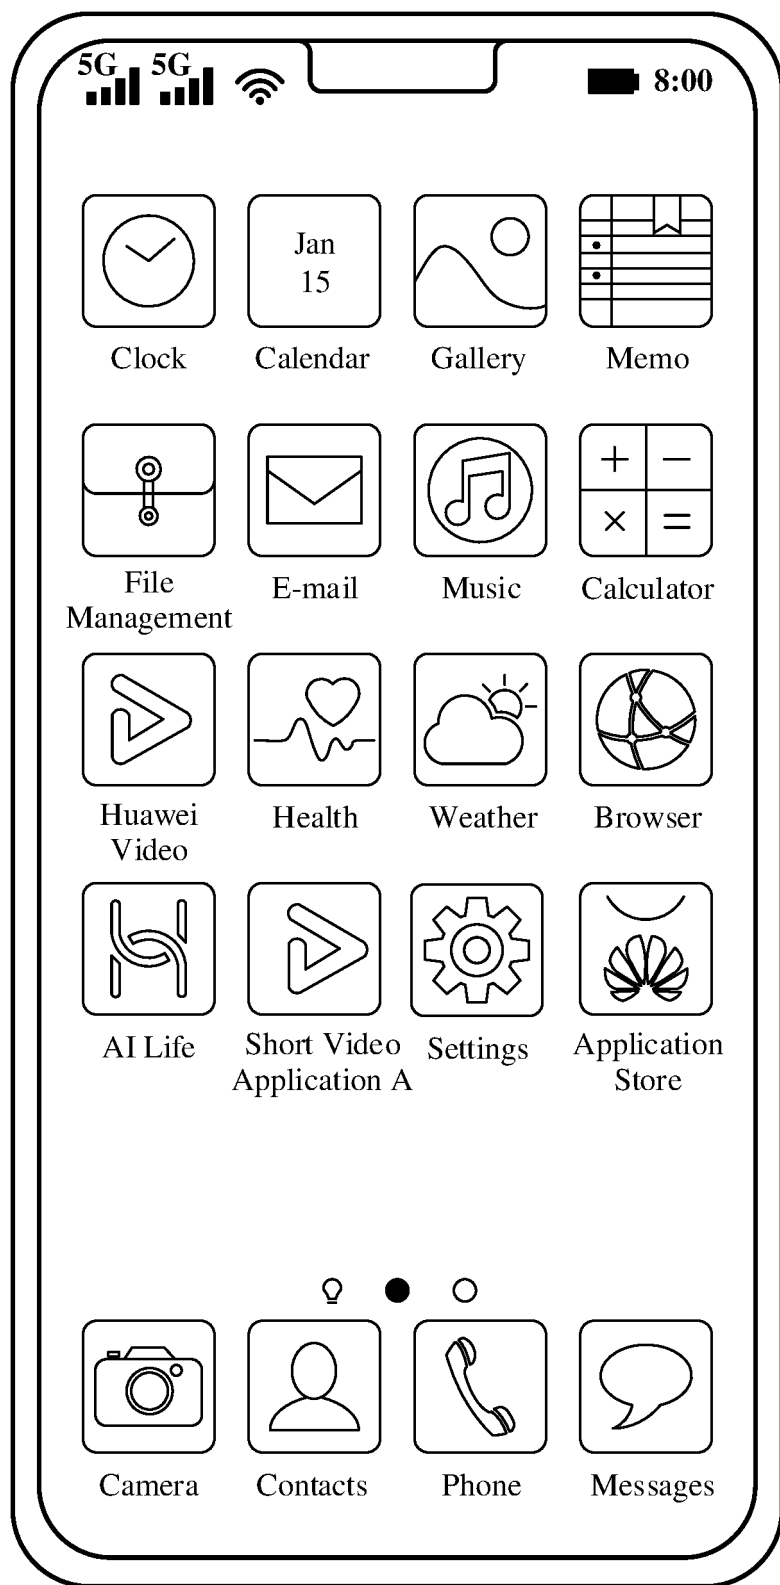 5G 5G 8:00
Jan
15
Clock Calendar Gallery Memo
+ −
× =
File
Management E-mail Music Calculator
Huawei
Video Health Weather Browser
AI Life Short Video
Application A Settings Application
Store
Camera Contacts Phone Messages